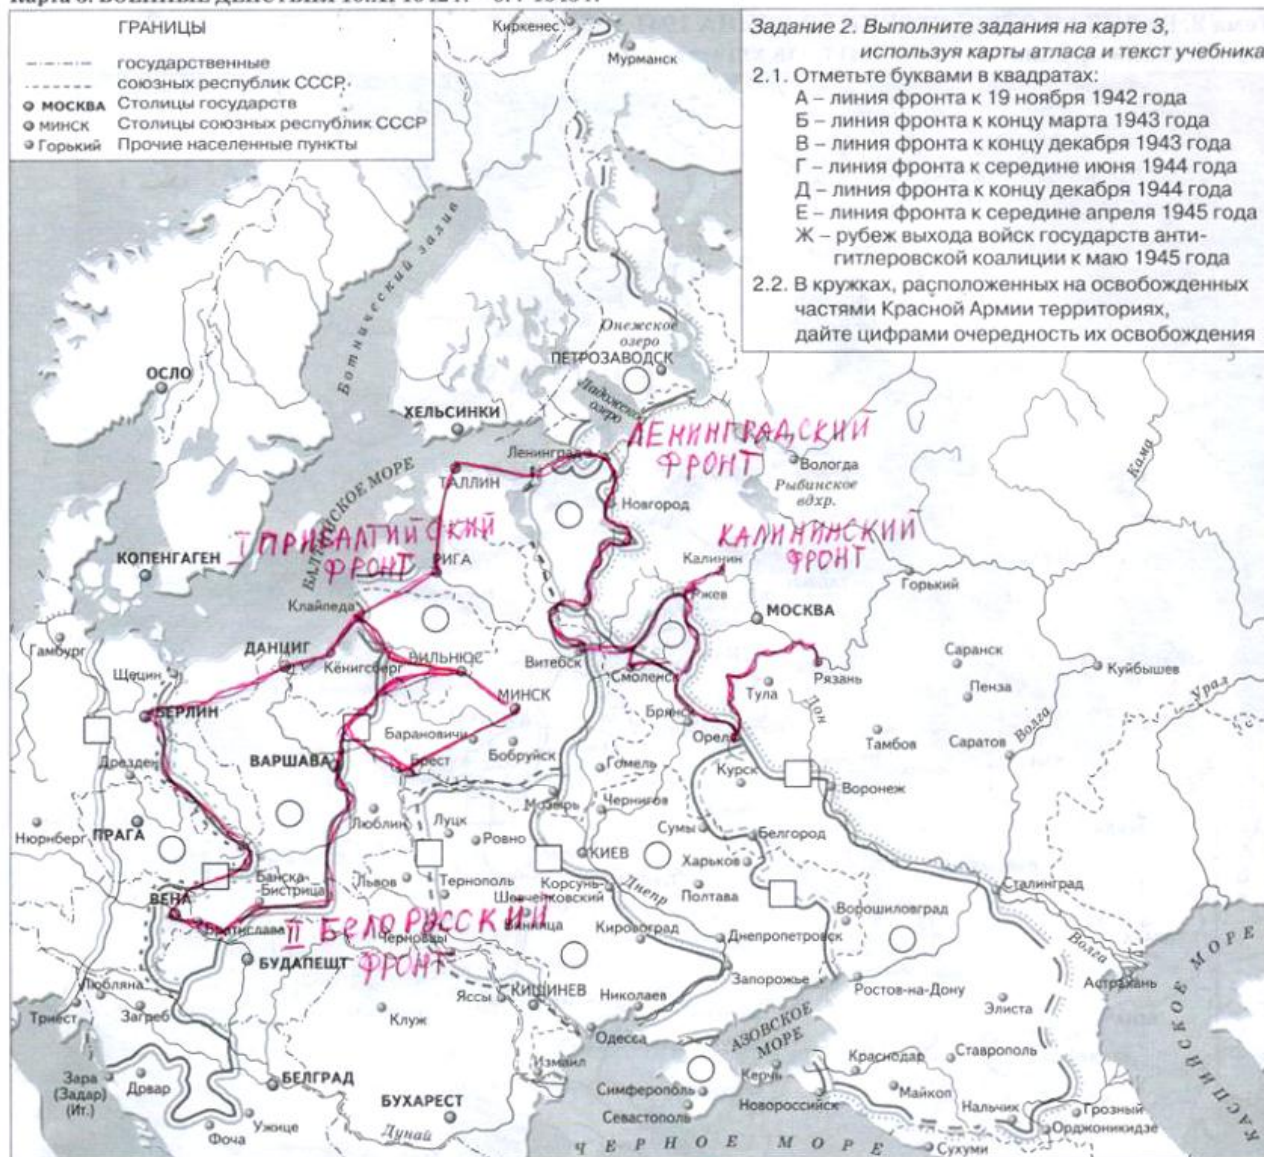 ГРАНИЦЫ
государственные
союзных республик СССР
МОСКВА Столицы государств
МИНСК Столицы союзных республик СССР
Горький Прочие населенные пункты
Задание 2. Выполните задания на карте 3,
используя карты атласа и текст учебника
2.1. Отметьте буквами в квадратах:
А – линия фронта к 19 ноября 1942 года
Б – линия фронта к концу марта 1943 года
В – линия фронта к концу декабря 1943 года
Г – линия фронта к середине июня 1944 года
Д – линия фронта к концу декабря 1944 года
Е – линия фронта к середине апреля 1945 года
Ж – рубеж выхода войск государств анти-
гитлеровской коалиции к маю 1945 года
2.2. В кружках, расположенных на освобожденных
частями Красной Армии территориях,
дайте цифрами очередность их освобождения
Киркенес
Мурманск
Ботнический залив
Онежское
озеро
ПЕТРОЗАВОДСК
ОСЛО
Ладожское
озеро
ХЕЛЬСИНКИ
ЛЕНИНГРАДСКИЙ
ФРОНТ
Ленинград
Вологда
Рыбинское
вдхр.
Кама
ТАЛЛИН
БАЛТИЙСКОЕ МОРЕ
Новгород
I ПРИБАЛТИЙСКИЙ
ФРОНТ
КАЛИНИНСКИЙ
ФРОНТ
КОПЕНГАГЕН
РИГА
Калинин
Горький
Ржев
Клайпеда
МОСКВА
Гамбург
ДАНЦИГ
Кёнигсберг
ВИЛЬНЮС
Витебск
Смоленск
Рязань
Саранск
Куйбышев
Щецин
Тула
Пенза
Урал
МИНСК
БЕРЛИН
Брянск
Дон
Волга
Барановичи
Орел
Тамбов
Саратов
Бобруйск
Дрезден
ВАРШАВА
Брест
Гомель
Курск
Воронеж
Мозырь
Чернигов
Нюрнберг
ПРАГА
Люблин
Луцк
Ровно
Сумы
Белгород
КИЕВ
Харьков
Банска-
Бистрица
Львов
Тернополь
Корсунь-
Шевченковский
Днепр
Полтава
Сталинград
ВЕНА
Братислава
II БЕЛОРУССКИЙ
ФРОНТ
Винница
Кировоград
Ворошиловград
Черновцы
Днепропетровск
Волга
БУДАПЕШТ
Запорожье
Астрахань
Любляна
Яссы
КИШИНЕВ
Николаев
Ростов-на-Дону
Триест
Загреб
Клуж
Элиста
Одесса
АЗОВСКОЕ
МОРЕ
КАСПИЙСКОЕ МОРЕ
Измаил
Краснодар
Ставрополь
Зара
(Задар)
(Ит.)
Дрвар
БЕЛГРАД
Керчь
Симферополь
Майкоп
БУХАРЕСТ
Севастополь
Новороссийск
Нальчик
Грозный
Ужице
Фоча
Дунай
Орджоникидзе
ЧЕРНОЕ МОРЕ
Сухуми